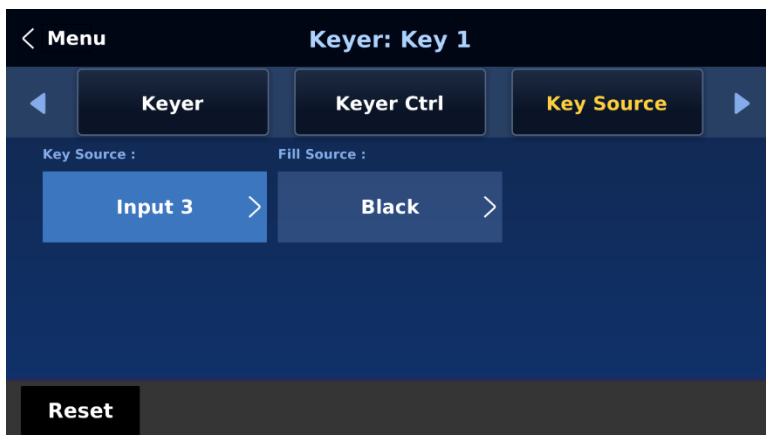 Menu
Keyer: Key 1
Keyer
Keyer Ctrl
Key Source
Key Source :
Fill Source :
Input 3
Black
Reset